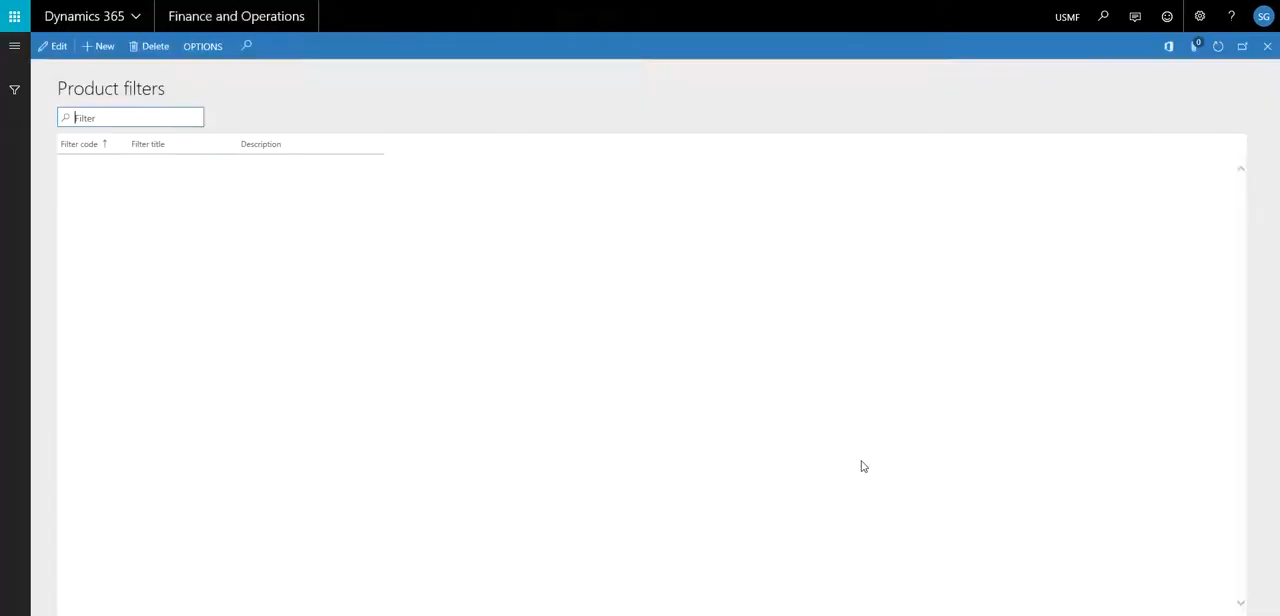 Dynamics 365 Finance and Operations USMF ? SG
Edit New Delete OPTIONS 0
Product filters
Filter
Filter code Filter title Description